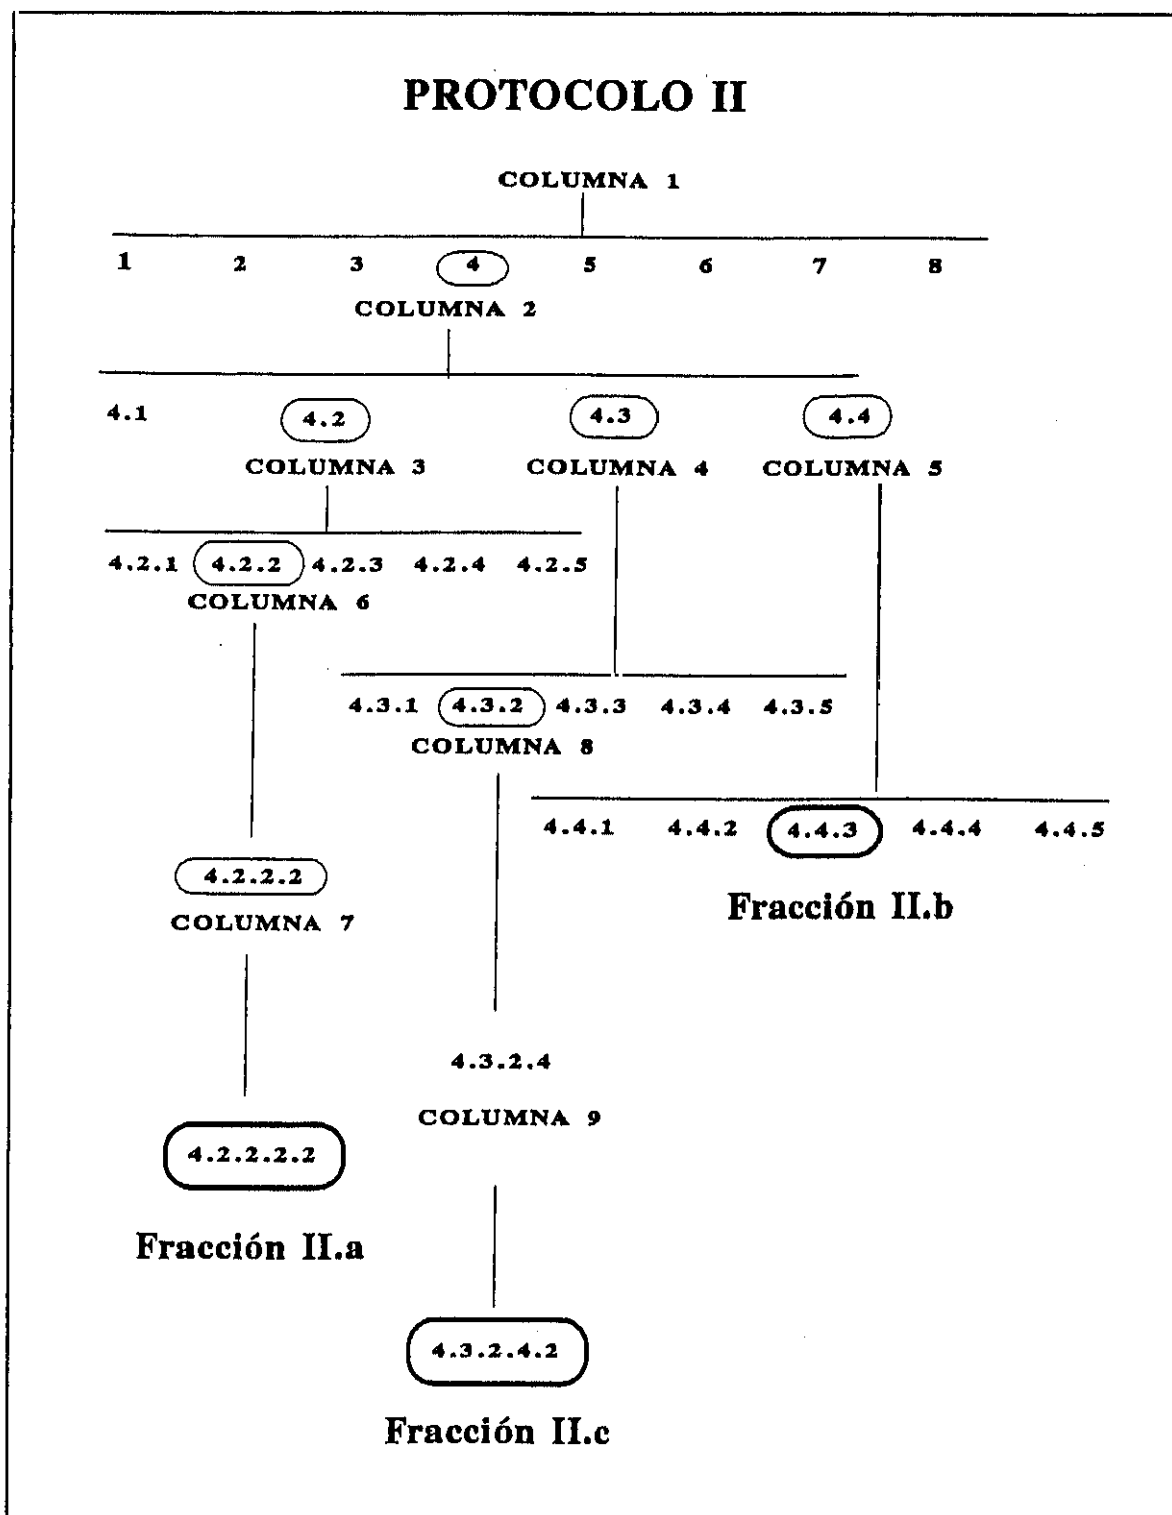 PROTOCOLO II
COLUMNA 1
1 2 3 4 5 6 7 8
COLUMNA 2
4.1 4.2 4.3 4.4
COLUMNA 3 COLUMNA 4 COLUMNA 5
4.2.1 4.2.2 4.2.3 4.2.4 4.2.5
COLUMNA 6
4.3.1 4.3.2 4.3.3 4.3.4 4.3.5
COLUMNA 8
4.4.1 4.4.2 4.4.3 4.4.4 4.4.5
4.2.2.2
Fracción II.b
COLUMNA 7
4.3.2.4
COLUMNA 9
4.2.2.2.2
Fracción II.a
4.3.2.4.2
Fracción II.c